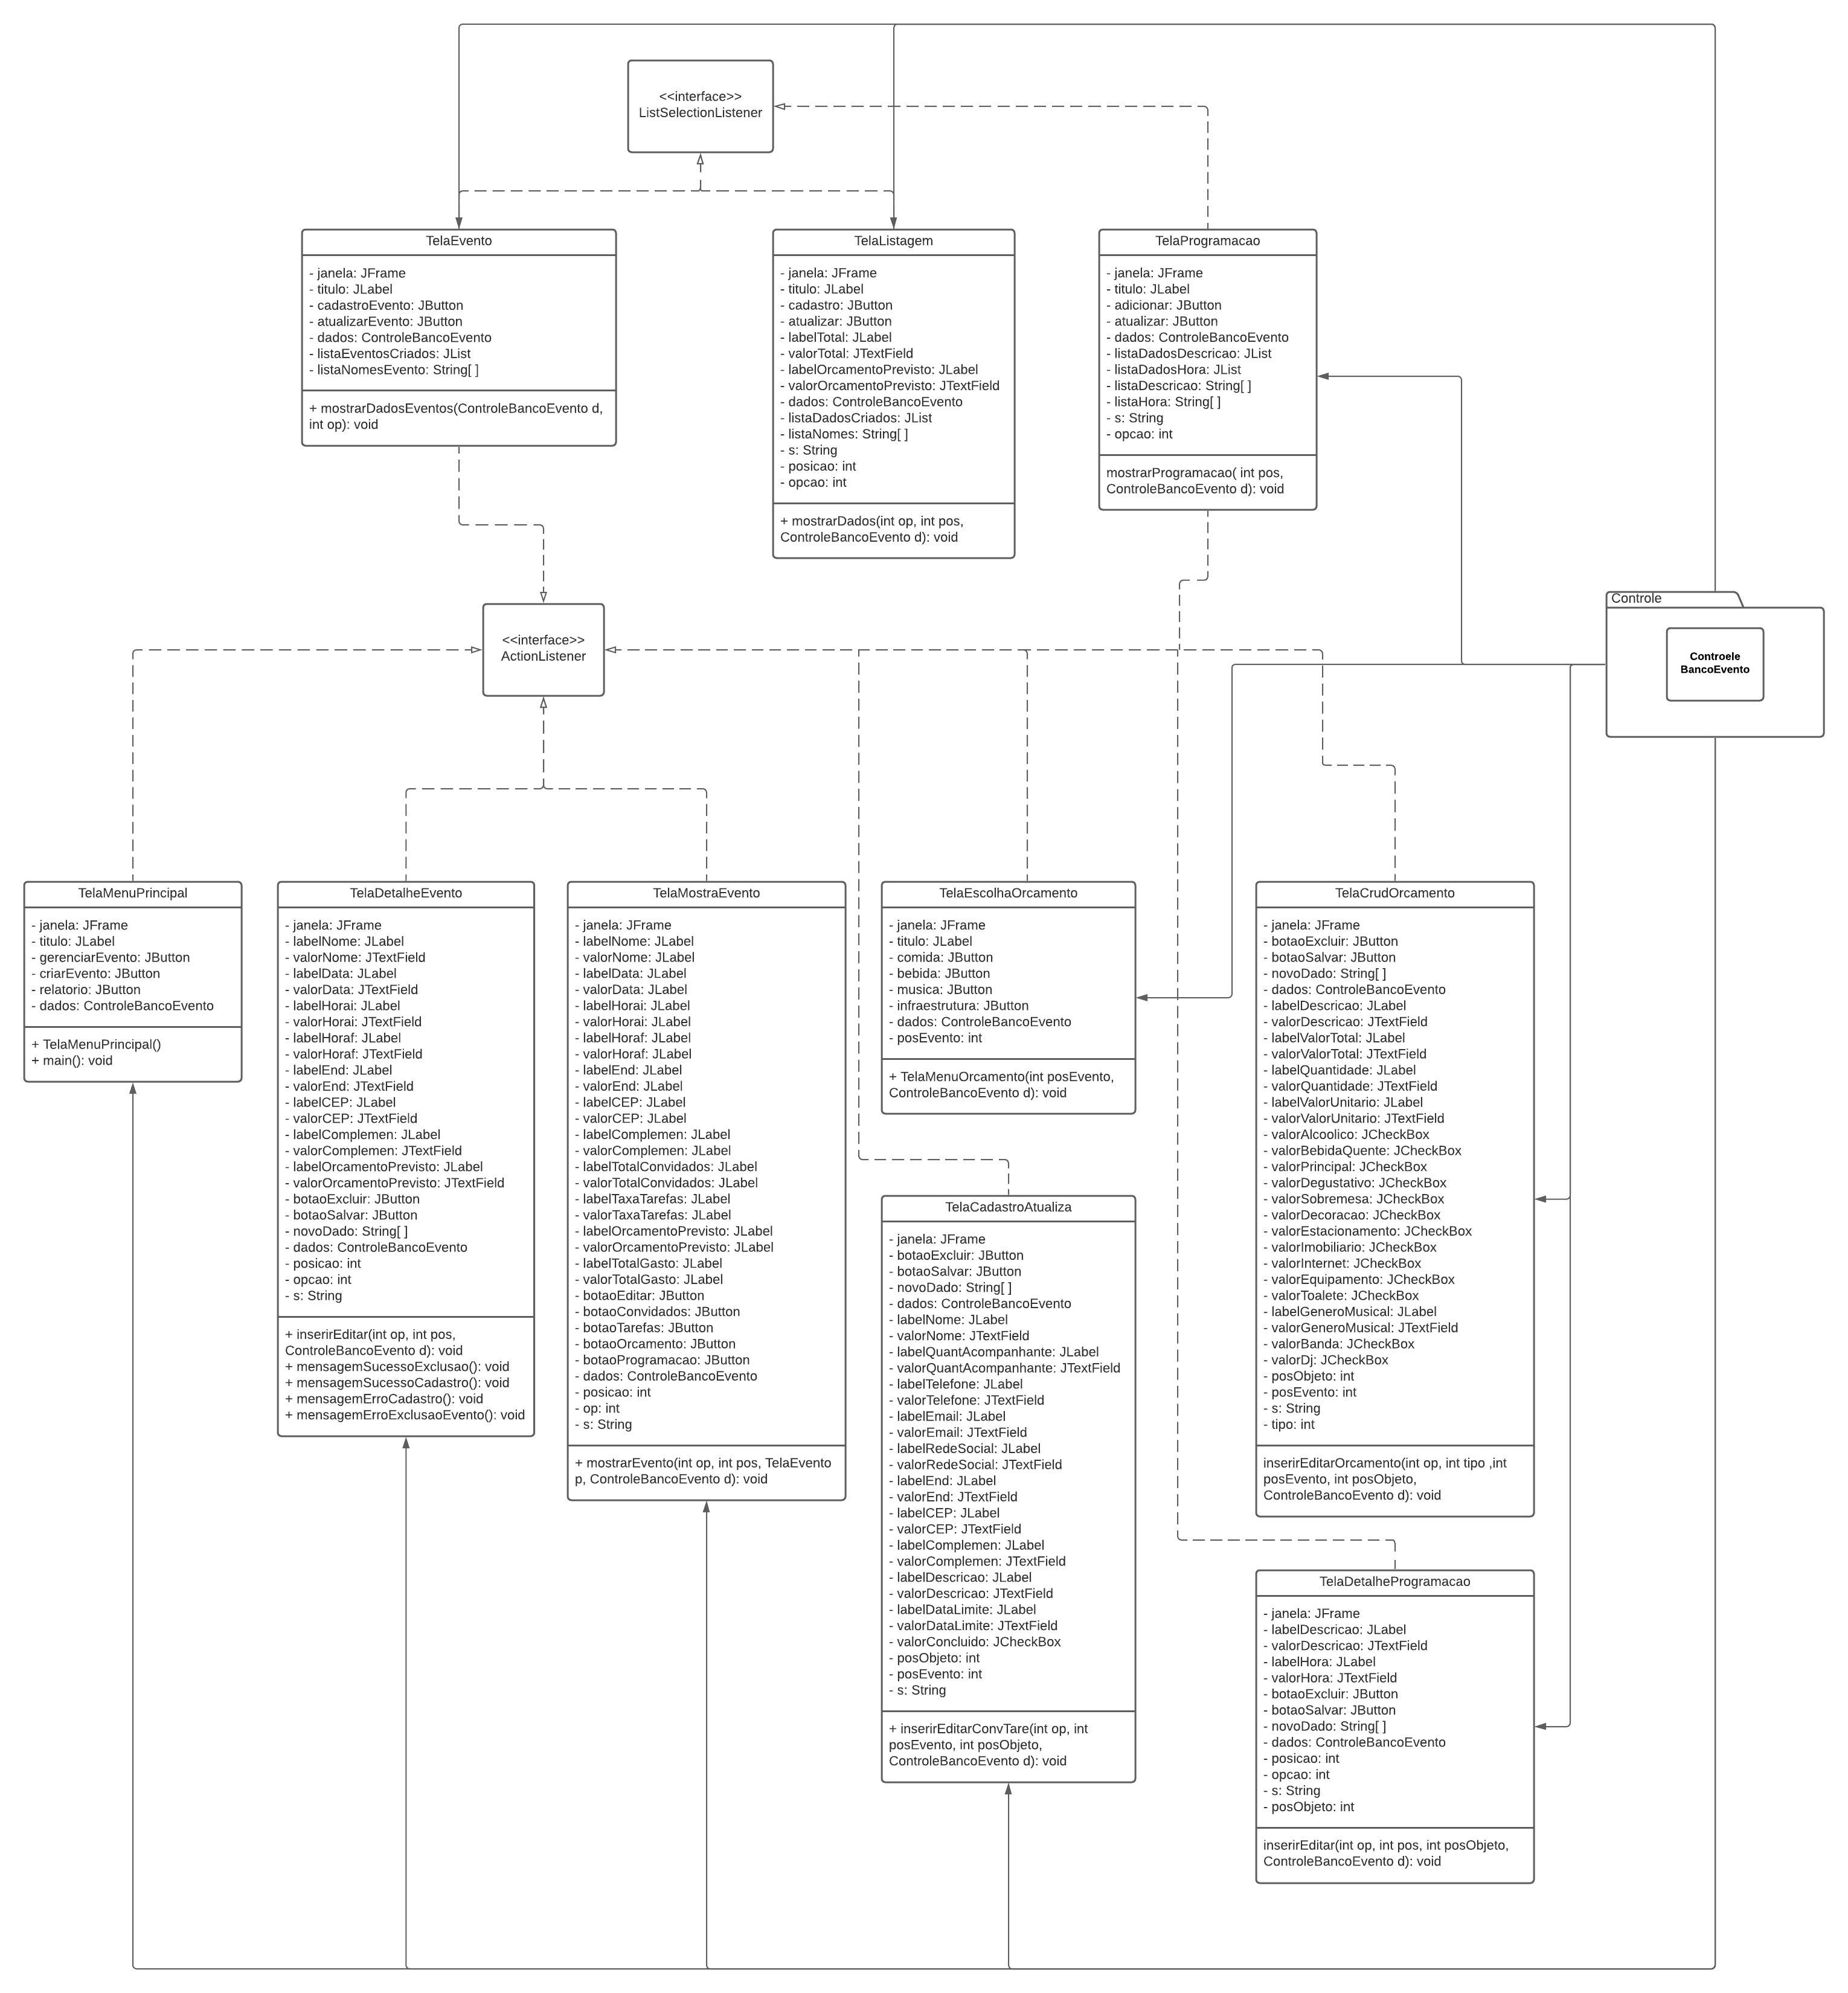 <<interface>>
ListSelectionListener
TelaEvento
- janela: JFrame
- titulo: JLabel
- cadastroEvento: JButton
- atualizarEvento: JButton
- dados: ControleBancoEvento
- listaEventosCriados: JList
- listaNomesEvento: String[ ]
+ mostrarDadosEventos(ControleBancoEvento d,
int op): void
TelaListagem
- janela: JFrame
- titulo: JLabel
- cadastro: JButton
- atualizar: JButton
- labelTotal: JLabel
- valorTotal: JTextField
- labelOrcamentoPrevisto: JLabel
- valorOrcamentoPrevisto: JTextField
- dados: ControleBancoEvento
- listaDadosCriados: JList
- listaNomes: String[ ]
- s: String
- posicao: int
- opcao: int
+ mostrarDados(int op, int pos,
ControleBancoEvento d): void
TelaProgramacao
- janela: JFrame
- titulo: JLabel
- adicionar: JButton
- atualizar: JButton
- dados: ControleBancoEvento
- listaDadosDescricao: JList
- listaDadosHora: JList
- listaDescricao: String[ ]
- listaHora: String[ ]
- s: String
- opcao: int
mostrarProgramacao( int pos,
ControleBancoEvento d): void
Controle
Controele
BancoEvento
<<interface>>
ActionListener
TelaMenuPrincipal
- janela: JFrame
- titulo: JLabel
- gerenciarEvento: JButton
- criarEvento: JButton
- relatorio: JButton
- dados: ControleBancoEvento
+ TelaMenuPrincipal()
+ main(): void
TelaDetalheEvento
- janela: JFrame
- labelNome: JLabel
- valorNome: JTextField
- labelData: JLabel
- valorData: JTextField
- labelHorai: JLabel
- valorHorai: JTextField
- labelHoraf: JLabel
- valorHoraf: JTextField
- labelEnd: JLabel
- valorEnd: JTextField
- labelCEP: JLabel
- valorCEP: JTextField
- labelComplemen: JLabel
- valorComplemen: JTextField
- labelOrcamentoPrevisto: JLabel
- valorOrcamentoPrevisto: JTextField
- botaoExcluir: JButton
- botaoSalvar: JButton
- novoDado: String[ ]
- dados: ControleBancoEvento
- posicao: int
- opcao: int
- s: String
+ inserirEditar(int op, int pos,
ControleBancoEvento d): void
+ mensagemSucessoExclusao(): void
+ mensagemSucessoCadastro(): void
+ mensagemErroCadastro(): void
+ mensagemErroExclusaoEvento(): void
TelaMostraEvento
- janela: JFrame
- labelNome: JLabel
- valorNome: JLabel
- labelData: JLabel
- valorData: JLabel
- labelHorai: JLabel
- valorHorai: JLabel
- labelHoraf: JLabel
- valorHoraf: JLabel
- labelEnd: JLabel
- valorEnd: JLabel
- labelCEP: JLabel
- valorCEP: JLabel
- labelComplemen: JLabel
- valorComplemen: JLabel
- labelTotalConvidados: JLabel
- valorTotalConvidados: JLabel
- labelTaxaTarefas: JLabel
- valorTaxaTarefas: JLabel
- labelOrcamentoPrevisto: JLabel
- valorOrcamentoPrevisto: JLabel
- labelTotalGasto: JLabel
- valorTotalGasto: JLabel
- botaoEditar: JButton
- botaoConvidados: JButton
- botaoTarefas: JButton
- botaoOrcamento: JButton
- botaoProgramacao: JButton
- dados: ControleBancoEvento
- posicao: int
- op: int
- s: String
+ mostrarEvento(int op, int pos, TelaEvento
p, ControleBancoEvento d): void
TelaEscolhaOrcamento
- janela: JFrame
- titulo: JLabel
- comida: JButton
- bebida: JButton
- musica: JButton
- infraestrutura: JButton
- dados: ControleBancoEvento
- posEvento: int
+ TelaMenuOrcamento(int posEvento,
ControleBancoEvento d): void
TelaCadastroAtualiza
- janela: JFrame
- botaoExcluir: JButton
- botaoSalvar: JButton
- novoDado: String[ ]
- dados: ControleBancoEvento
- labelNome: JLabel
- valorNome: JTextField
- labelQuantAcompanhante: JLabel
- valorQuantAcompanhante: JTextField
- labelTelefone: JLabel
- valorTelefone: JTextField
- labelEmail: JLabel
- valorEmail: JTextField
- labelRedeSocial: JLabel
- valorRedeSocial: JTextField
- labelEnd: JLabel
- valorEnd: JTextField
- labelCEP: JLabel
- valorCEP: JTextField
- labelComplemen: JLabel
- valorComplemen: JTextField
- labelDescricao: JLabel
- valorDescricao: JTextField
- labelDataLimite: JLabel
- valorDataLimite: JTextField
- valorConcluido: JCheckBox
- posObjeto: int
- posEvento: int
- s: String
+ inserirEditarConvTare(int op, int
posEvento, int posObjeto,
ControleBancoEvento d): void
TelaCrudOrcamento
- janela: JFrame
- botaoExcluir: JButton
- botaoSalvar: JButton
- novoDado: String[ ]
- dados: ControleBancoEvento
- labelDescricao: JLabel
- valorDescricao: JTextField
- labelValorTotal: JLabel
- valorValorTotal: JTextField
- labelQuantidade: JLabel
- valorQuantidade: JTextField
- labelValorUnitario: JLabel
- valorValorUnitario: JTextField
- valorAlcoolico: JCheckBox
- valorBebidaQuente: JCheckBox
- valorPrincipal: JCheckBox
- valorDegustativo: JCheckBox
- valorSobremesa: JCheckBox
- valorDecoracao: JCheckBox
- valorEstacionamento: JCheckBox
- valorImobiliario: JCheckBox
- valorInternet: JCheckBox
- valorEquipamento: JCheckBox
- valorToalete: JCheckBox
- labelGeneroMusical: JLabel
- valorGeneroMusical: JTextField
- valorBanda: JCheckBox
- valorDj: JCheckBox
- posObjeto: int
- posEvento: int
- s: String
- tipo: int
inserirEditarOrcamento(int op, int tipo ,int
posEvento, int posObjeto,
ControleBancoEvento d): void
TelaDetalheProgramacao
- janela: JFrame
- labelDescricao: JLabel
- valorDescricao: JTextField
- labelHora: JLabel
- valorHora: JTextField
- botaoExcluir: JButton
- botaoSalvar: JButton
- novoDado: String[ ]
- dados: ControleBancoEvento
- posicao: int
- opcao: int
- s: String
- posObjeto: int
inserirEditar(int op, int pos, int posObjeto,
ControleBancoEvento d): void